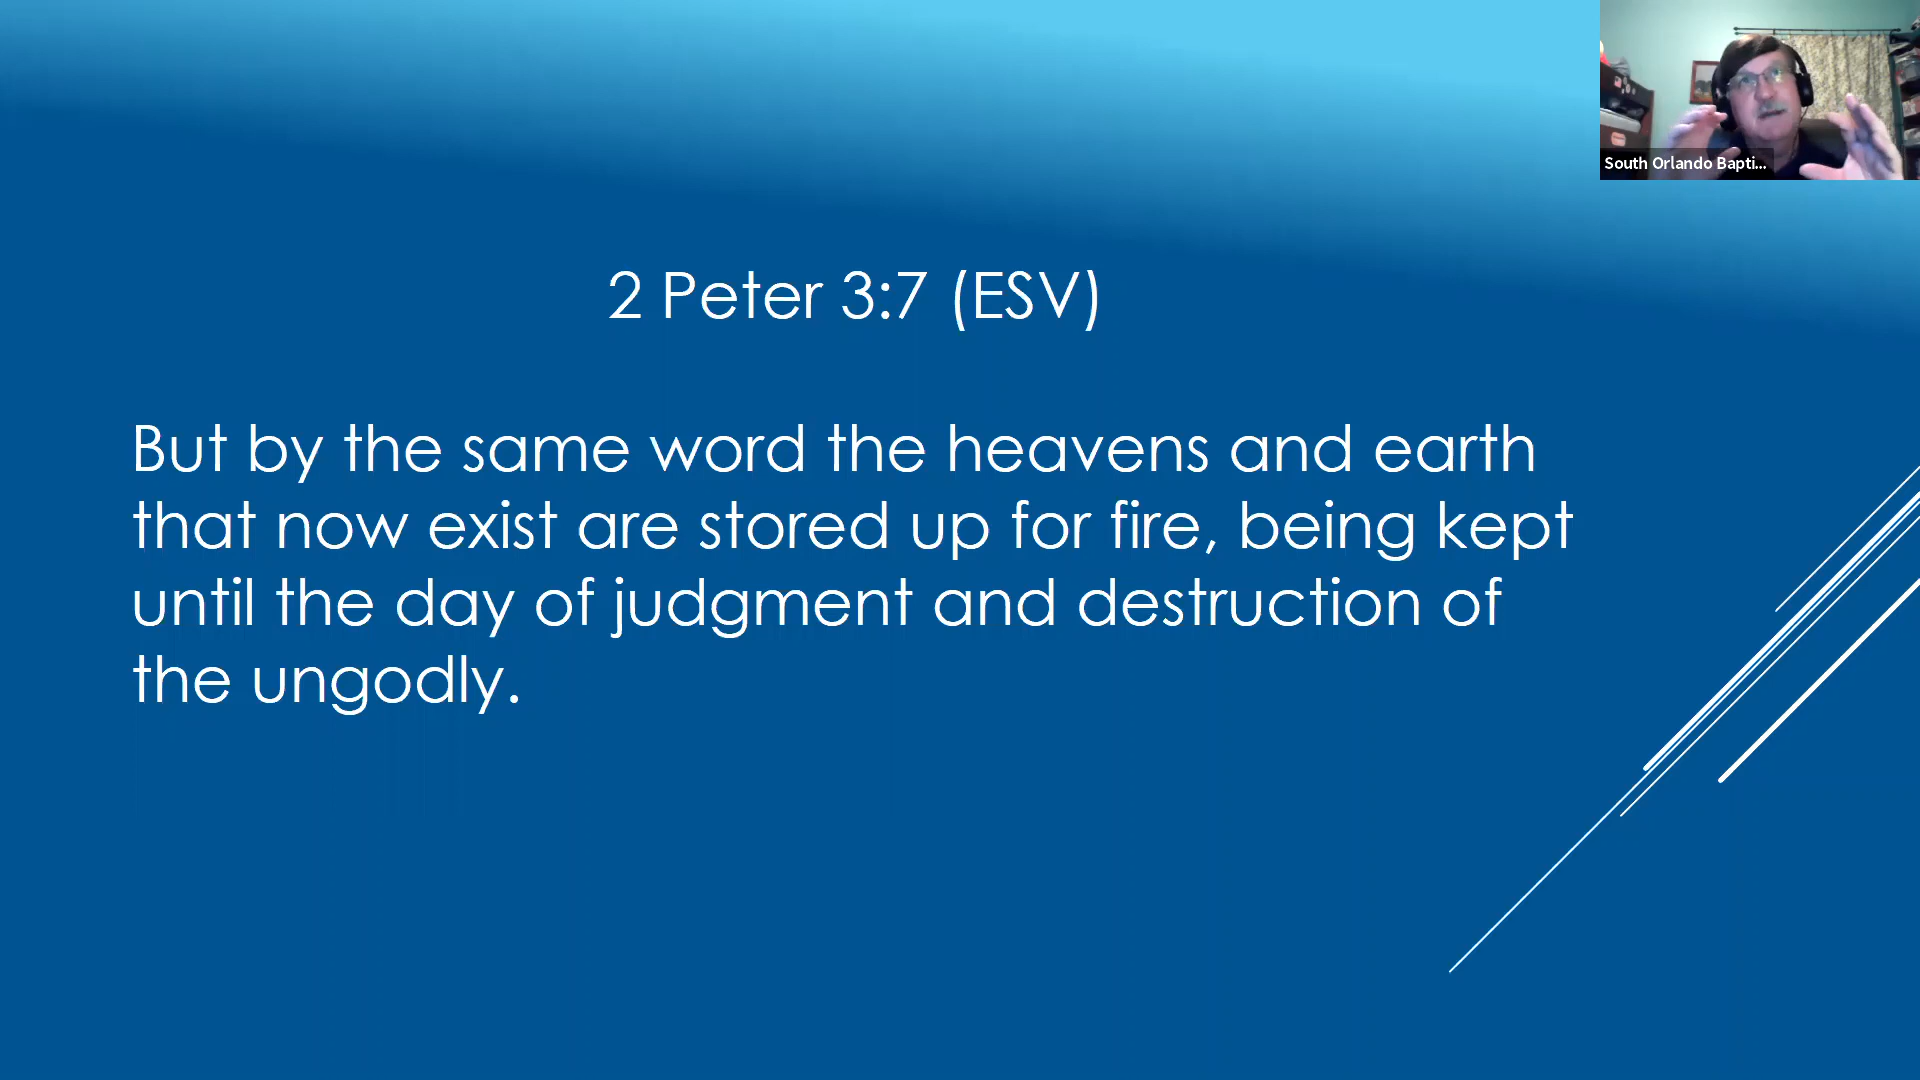 South Orlando Bapti...
2 Peter 3:7 (ESV)
But by the same word the heavens and earth
that now exist are stored up for fire, being kept
until the day of judgment and destruction of
the ungodly.